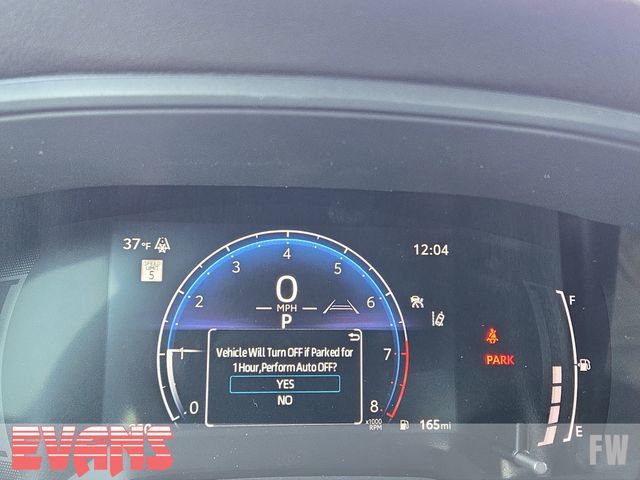 37°F
12:04
SPEED
LIMIT
5
0 1 2 3 4 5 6 7 8
x1000
RPM
0
MPH
P
Vehicle Will Turn OFF if Parked for
1 Hour,Perform Auto OFF?
YES
NO
PARK
F
E
165mi
EVANS
FW